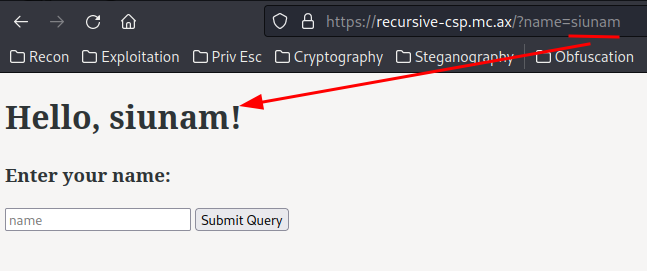 https://recursive-csp.mc.ax/?name=siunam
Recon Exploitation Priv Esc Cryptography Steganography Obfuscation
Hello, siunam!
Enter your name:
name Submit Query